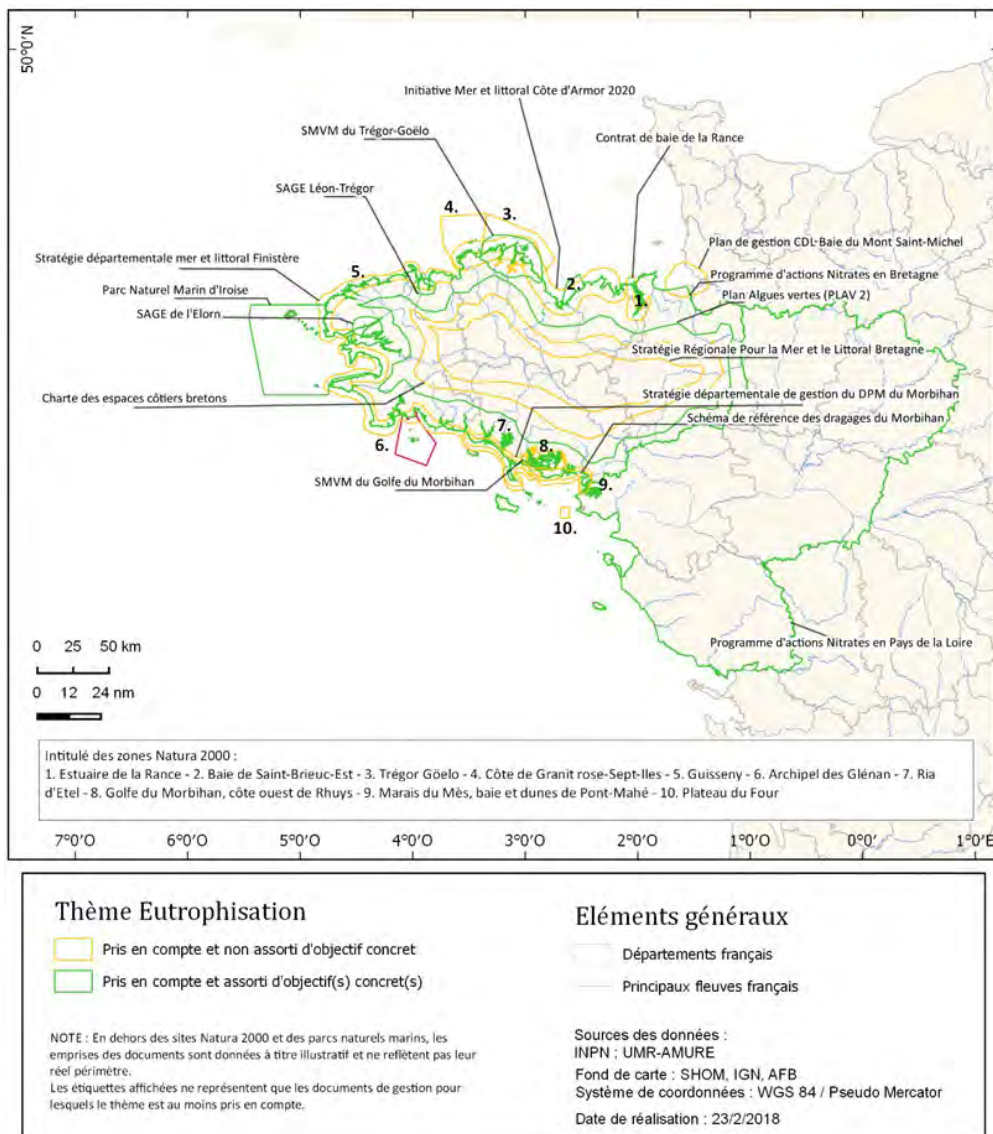 50°0'N
Initiative Mer et littoral Côte d'Armor 2020
SMVM du Trégor-Goëlo
Contrat de baie de la Rance
SAGE Léon-Trégor
4.
3.
Plan de gestion CDL-Baie du Mont Saint-Michel
Stratégie départementale mer et littoral Finistère
5.
Programme d'actions Nitrates en Bretagne
2.
Parc Naturel Marin d'Iroise
1.
Plan Algues vertes (PLAV 2)
SAGE de l'Elorn
Stratégie Régionale Pour la Mer et le Littoral Bretagne
Charte des espaces côtiers bretons
Stratégie départementale de gestion du DPM du Morbihan
Schéma de référence des dragages du Morbihan
6.
7.
8.
SMVM du Golfe du Morbihan
9.
10.
Programme d'actions Nitrates en Pays de la Loire
0 25 50 km
0 12 24 nm
Intitulé des zones Natura 2000 :
1. Estuaire de la Rance - 2. Baie de Saint-Brieuc-Est - 3. Trégor Göelo - 4. Côte de Granit rose-Sept-Iles - 5. Guisseny - 6. Archipel des Glénan - 7. Ria
d'Etel - 8. Golfe du Morbihan, côte ouest de Rhuys - 9. Marais du Mès, baie et dunes de Pont-Mahé - 10. Plateau du Four
7°0'O 6°0'O 5°0'O 4°0'O 3°0'O 2°0'O 1°0'O 0°0' 1°0'E
Thème Eutrophisation
Pris en compte et non assorti d'objectif concret
Pris en compte et assorti d'objectif(s) concret(s)
NOTE : En dehors des sites Natura 2000 et des parcs naturels marins, les
emprises des documents sont données à titre illustratif et ne reflètent pas leur
réel périmètre.
Les étiquettes affichées ne représentent que les documents de gestion pour
lesquels le thème est au moins pris en compte.
Eléments généraux
Départements français
Principaux fleuves français
Sources des données :
INPN ; UMR-AMURE
Fond de carte : SHOM, IGN, AFB
Système de coordonnées : WGS 84 / Pseudo Mercator
Date de réalisation : 23/2/2018